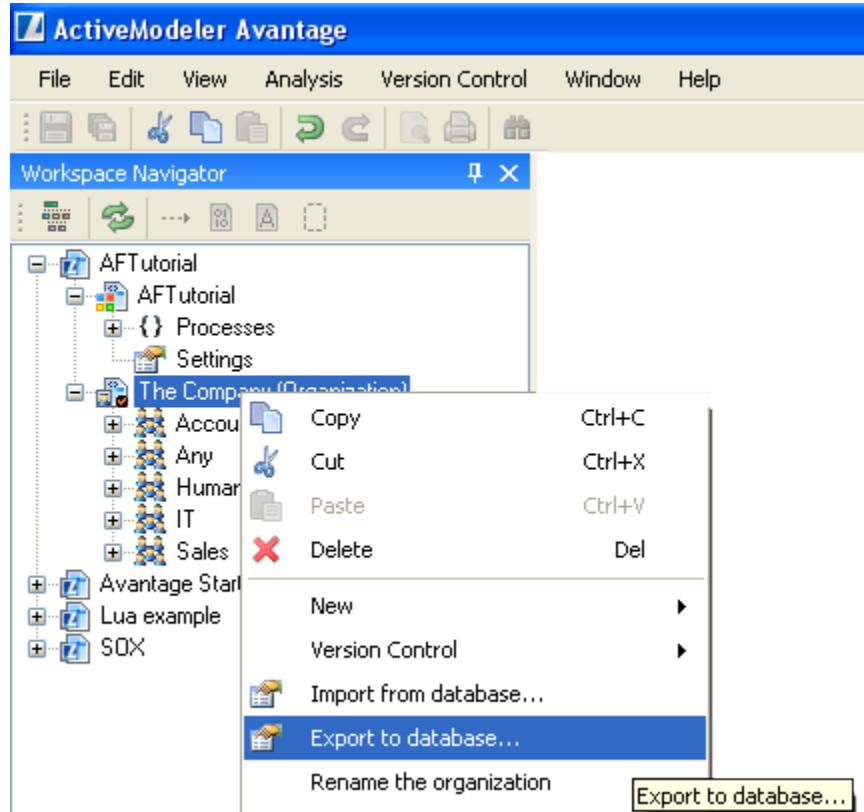 ActiveModeler Avantage
File Edit View Analysis Version Control Window Help
Workspace Navigator
AFTutorial
AFTutorial
{} Processes
Settings
The Company (Organization)
Accou
Copy Ctrl+C
Any
Cut Ctrl+X
Human
Paste Ctrl+V
IT
Sales
Delete Del
Avantage Start
New
Lua example
SOX
Version Control
Import from database...
Export to database...
Rename the organization
Export to database...